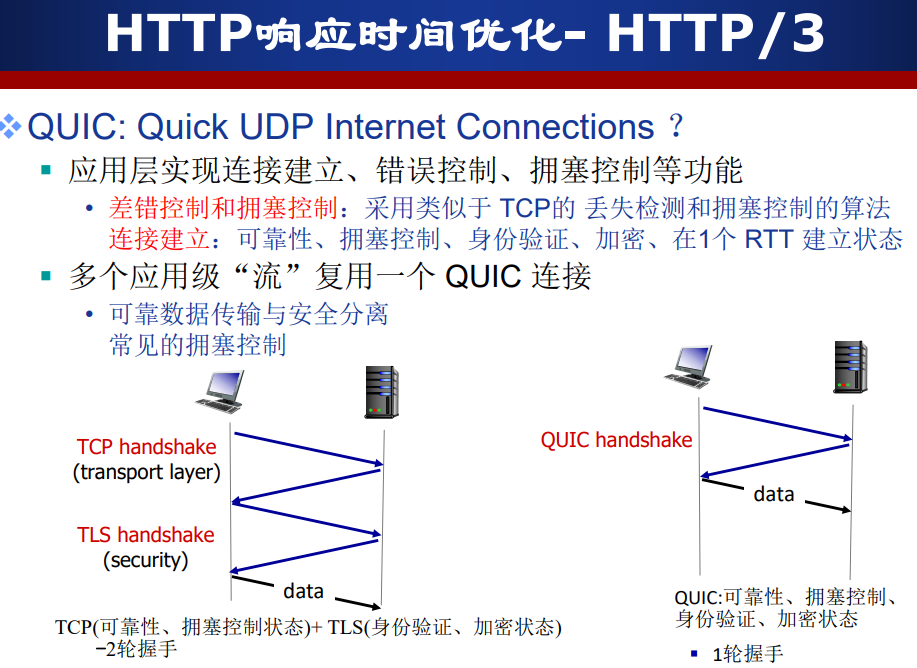 HTTP响应时间优化- HTTP/3
QUIC: Quick UDP Internet Connections ？
应用层实现连接建立、错误控制、拥塞控制等功能
差错控制和拥塞控制：采用类似于 TCP的 丢失检测和拥塞控制的算法
连接建立：可靠性、拥塞控制、身份验证、加密、在1个 RTT 建立状态
多个应用级“流”复用一个 QUIC 连接
可靠数据传输与安全分离
常见的拥塞控制
TCP handshake
(transport layer)
TLS handshake
(security)
data
TCP(可靠性、拥塞控制状态)+ TLS(身份验证、加密状态)
–2轮握手
QUIC handshake
data
QUIC:可靠性、拥塞控制、
身份验证、加密状态
1轮握手